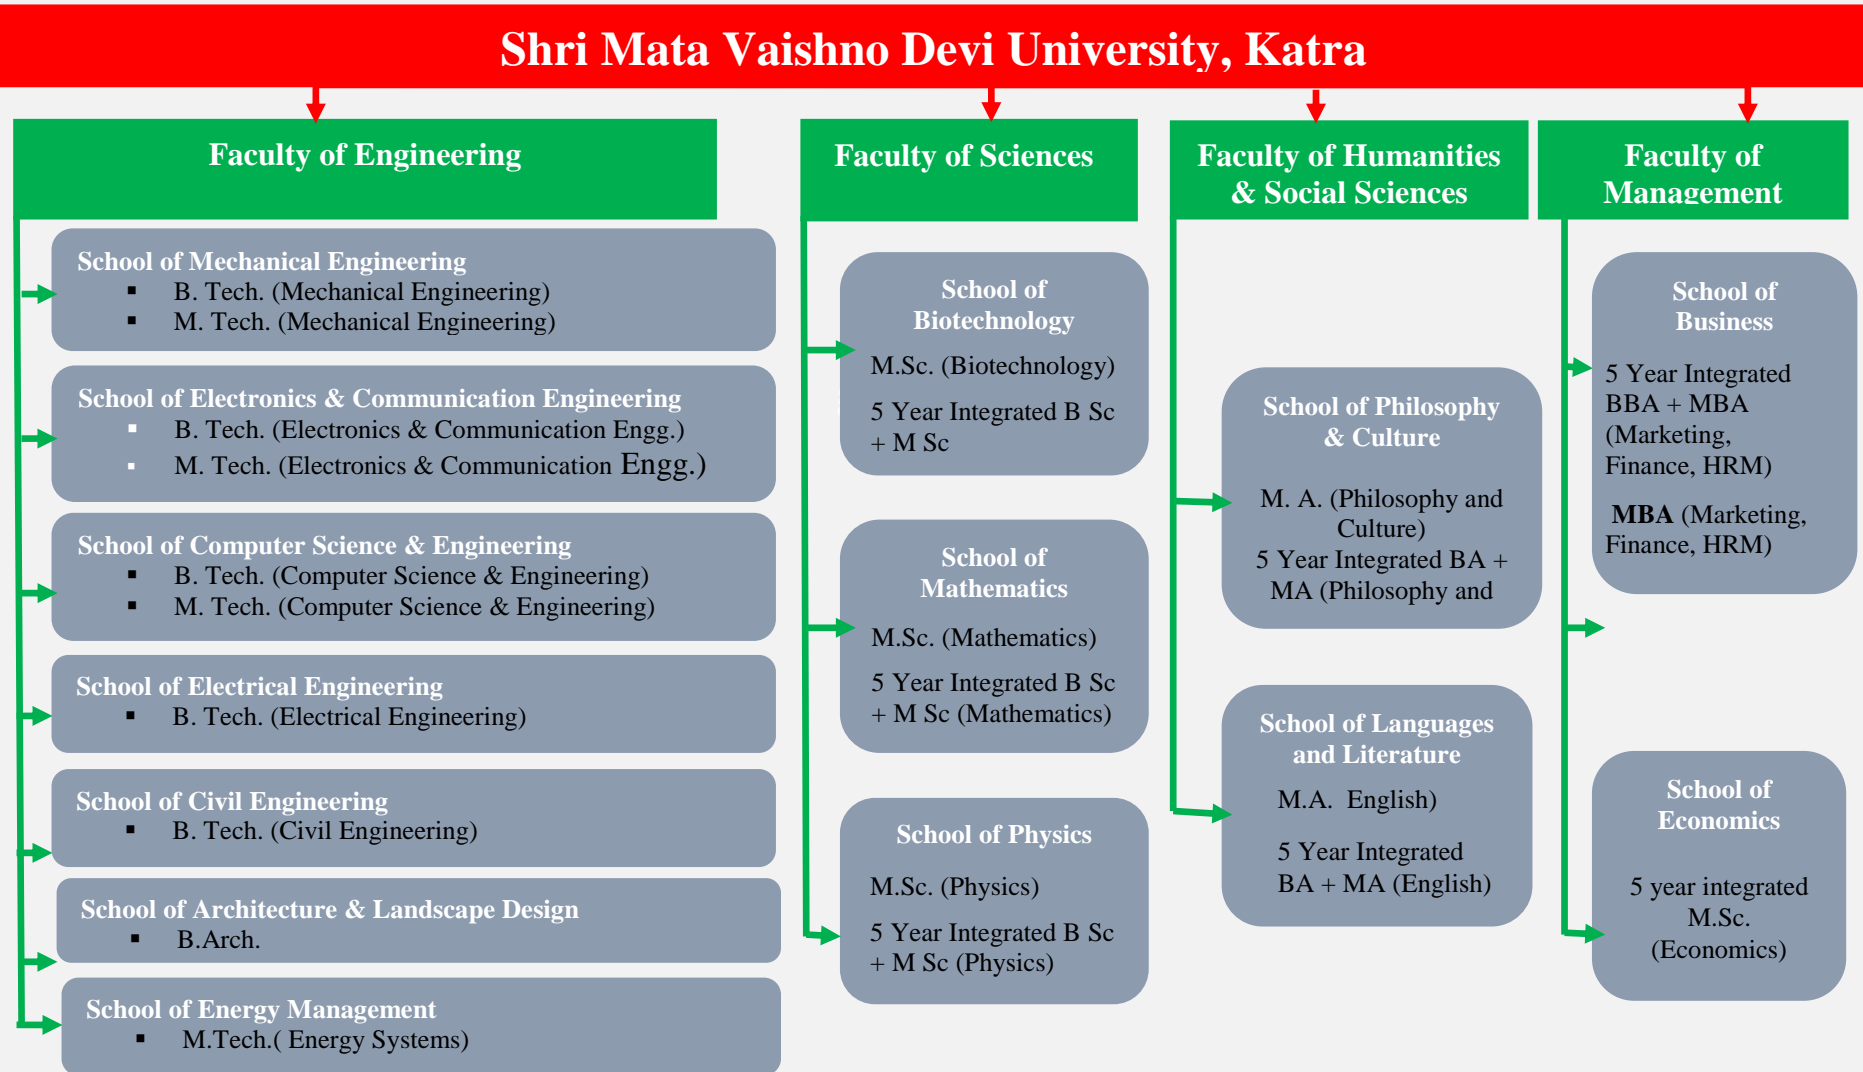 Shri Mata Vaishno Devi University, Katra
Faculty of Engineering
School of Mechanical Engineering
▪ B. Tech. (Mechanical Engineering)
▪ M. Tech. (Mechanical Engineering)
School of Electronics & Communication Engineering
▪ B. Tech. (Electronics & Communication Engg.)
▪ M. Tech. (Electronics & Communication Engg.)
School of Computer Science & Engineering
▪ B. Tech. (Computer Science & Engineering)
▪ M. Tech. (Computer Science & Engineering)
School of Electrical Engineering
▪ B. Tech. (Electrical Engineering)
School of Civil Engineering
▪ B. Tech. (Civil Engineering)
School of Architecture & Landscape Design
▪ B.Arch.
School of Energy Management
▪ M.Tech.( Energy Systems)
Faculty of Sciences
School of
Biotechnology
M.Sc. (Biotechnology)
5 Year Integrated B Sc
+ M Sc
School of
Mathematics
M.Sc. (Mathematics)
5 Year Integrated B Sc
+ M Sc (Mathematics)
School of Physics
M.Sc. (Physics)
5 Year Integrated B Sc
+ M Sc (Physics)
Faculty of Humanities
& Social Sciences
School of Philosophy
& Culture
M. A. (Philosophy and
Culture)
5 Year Integrated BA +
MA (Philosophy and
School of Languages
and Literature
M.A. English)
5 Year Integrated
BA + MA (English)
Faculty of
Management
School of
Business
5 Year Integrated
BBA + MBA
(Marketing,
Finance, HRM)
MBA (Marketing,
Finance, HRM)
School of
Economics
5 year integrated
M.Sc.
(Economics)